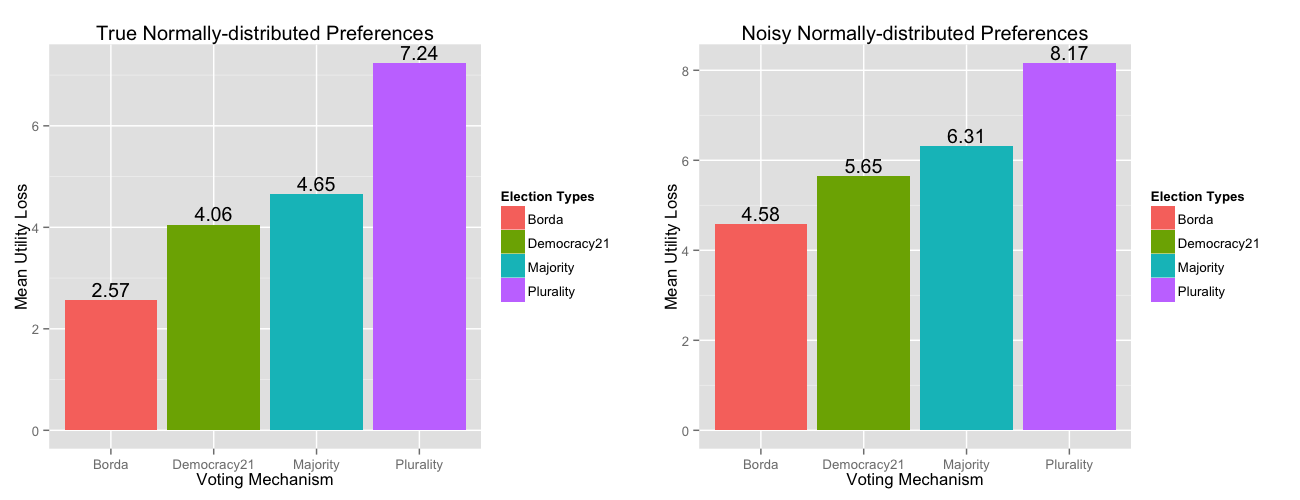 True Normally-distributed Preferences
7.24
4.65
4.06
2.57
6
4
2
0
Mean Utility Loss
Borda
Democracy21
Majority
Plurality
Voting Mechanism
Election Types
Borda
Democracy21
Majority
Plurality
Noisy Normally-distributed Preferences
8.17
6.31
5.65
4.58
8
6
4
2
0
Mean Utility Loss
Borda
Democracy21
Majority
Plurality
Voting Mechanism
Election Types
Borda
Democracy21
Majority
Plurality